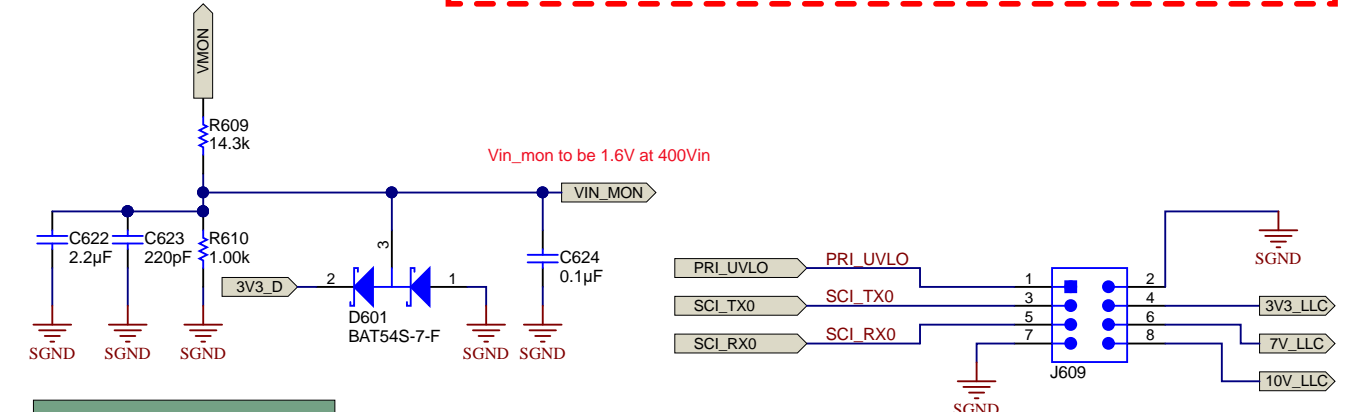 VMON
R609
14.3k
Vin_mon to be 1.6V at 400Vin
VIN_MON
C622
2.2µF
C623
220pF
R610
1.00k
3
C624
0.1µF
3V3_D
2
1
D601
BAT54S-7-F
SGND
SGND
SGND
SGND
SGND
PRI_UVLO
PRI_UVLO
1
2
SGND
SCI_TX0
SCI_TX0
3
4
3V3_LLC
SCI_RX0
SCI_RX0
5
6
7V_LLC
7
8
J609
10V_LLC
SGND